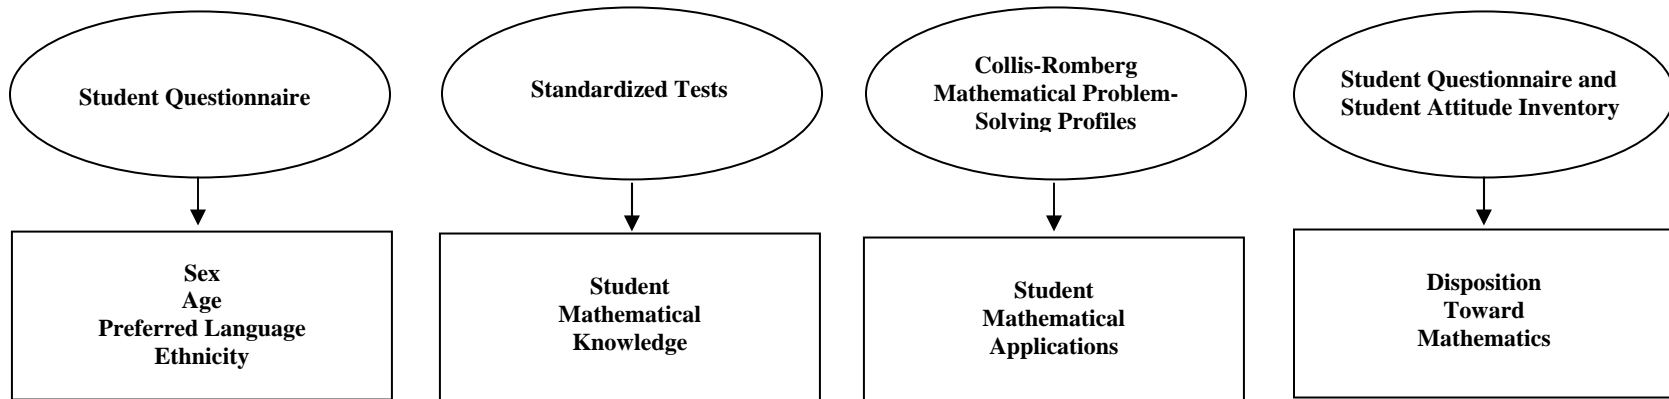 Student Questionnaire
Standardized Tests
Collis-Romberg
Mathematical Problem-
Solving Profiles
Student Questionnaire and
Student Attitude Inventory
Sex
Age
Preferred Language
Ethnicity
Student
Mathematical
Knowledge
Student
Mathematical
Applications
Disposition
Toward
Mathematics